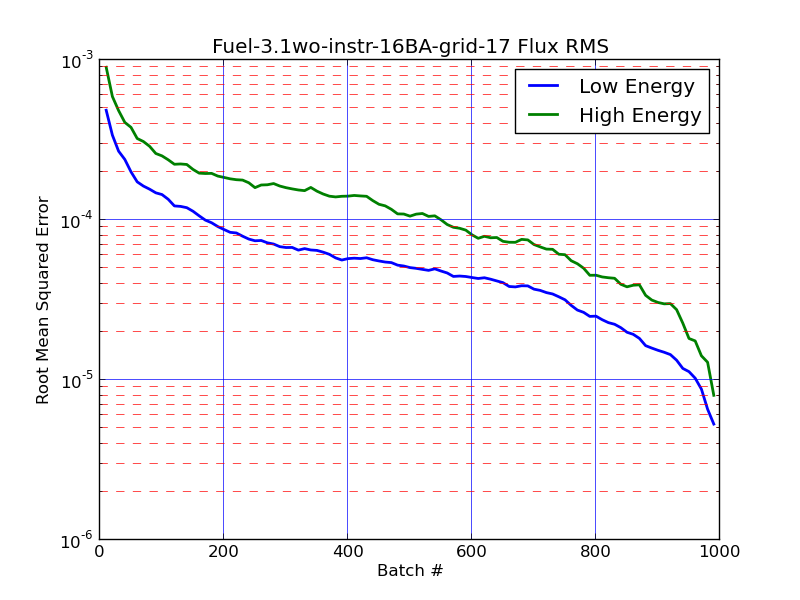 Fuel-3.1wo-instr-16BA-grid-17 Flux RMS
Low Energy
High Energy
Root Mean Squared Error
10^-3
10^-4
10^-5
10^-6
0 200 400 600 800 1000
Batch #